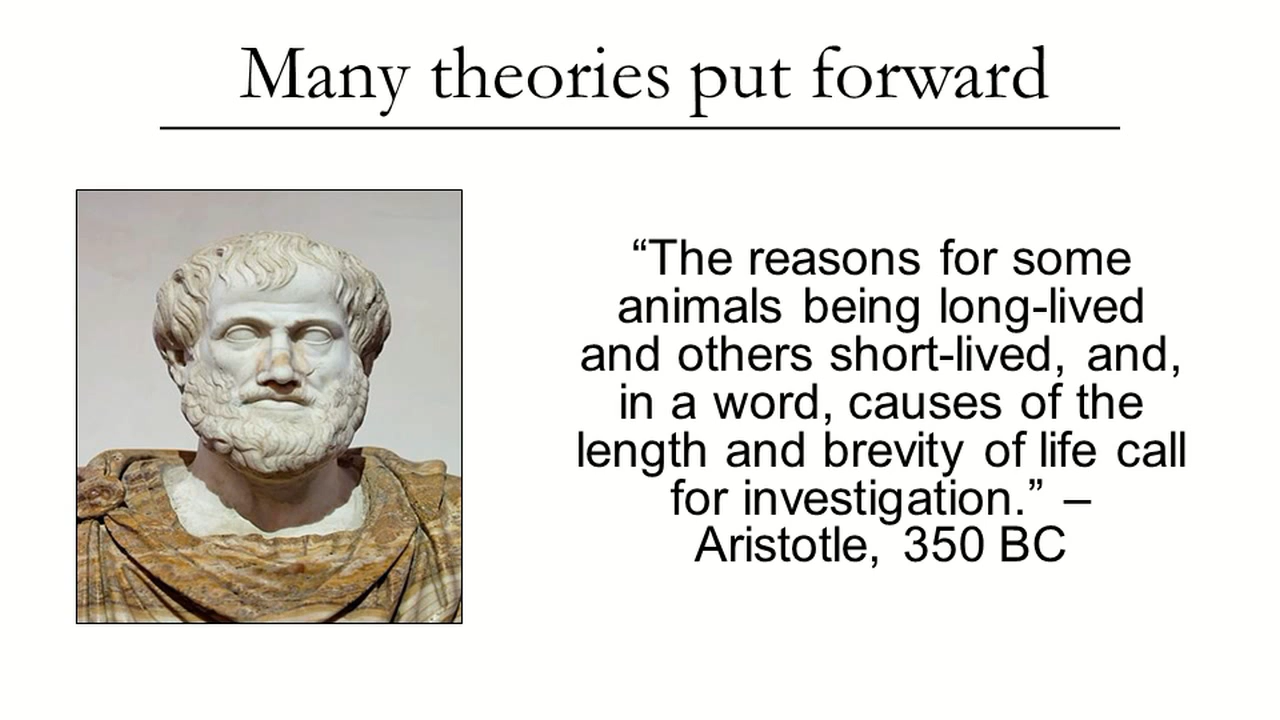 Many theories put forward
“The reasons for some
animals being long-lived
and others short-lived, and,
in a word, causes of the
length and brevity of life call
for investigation.” –
Aristotle, 350 BC